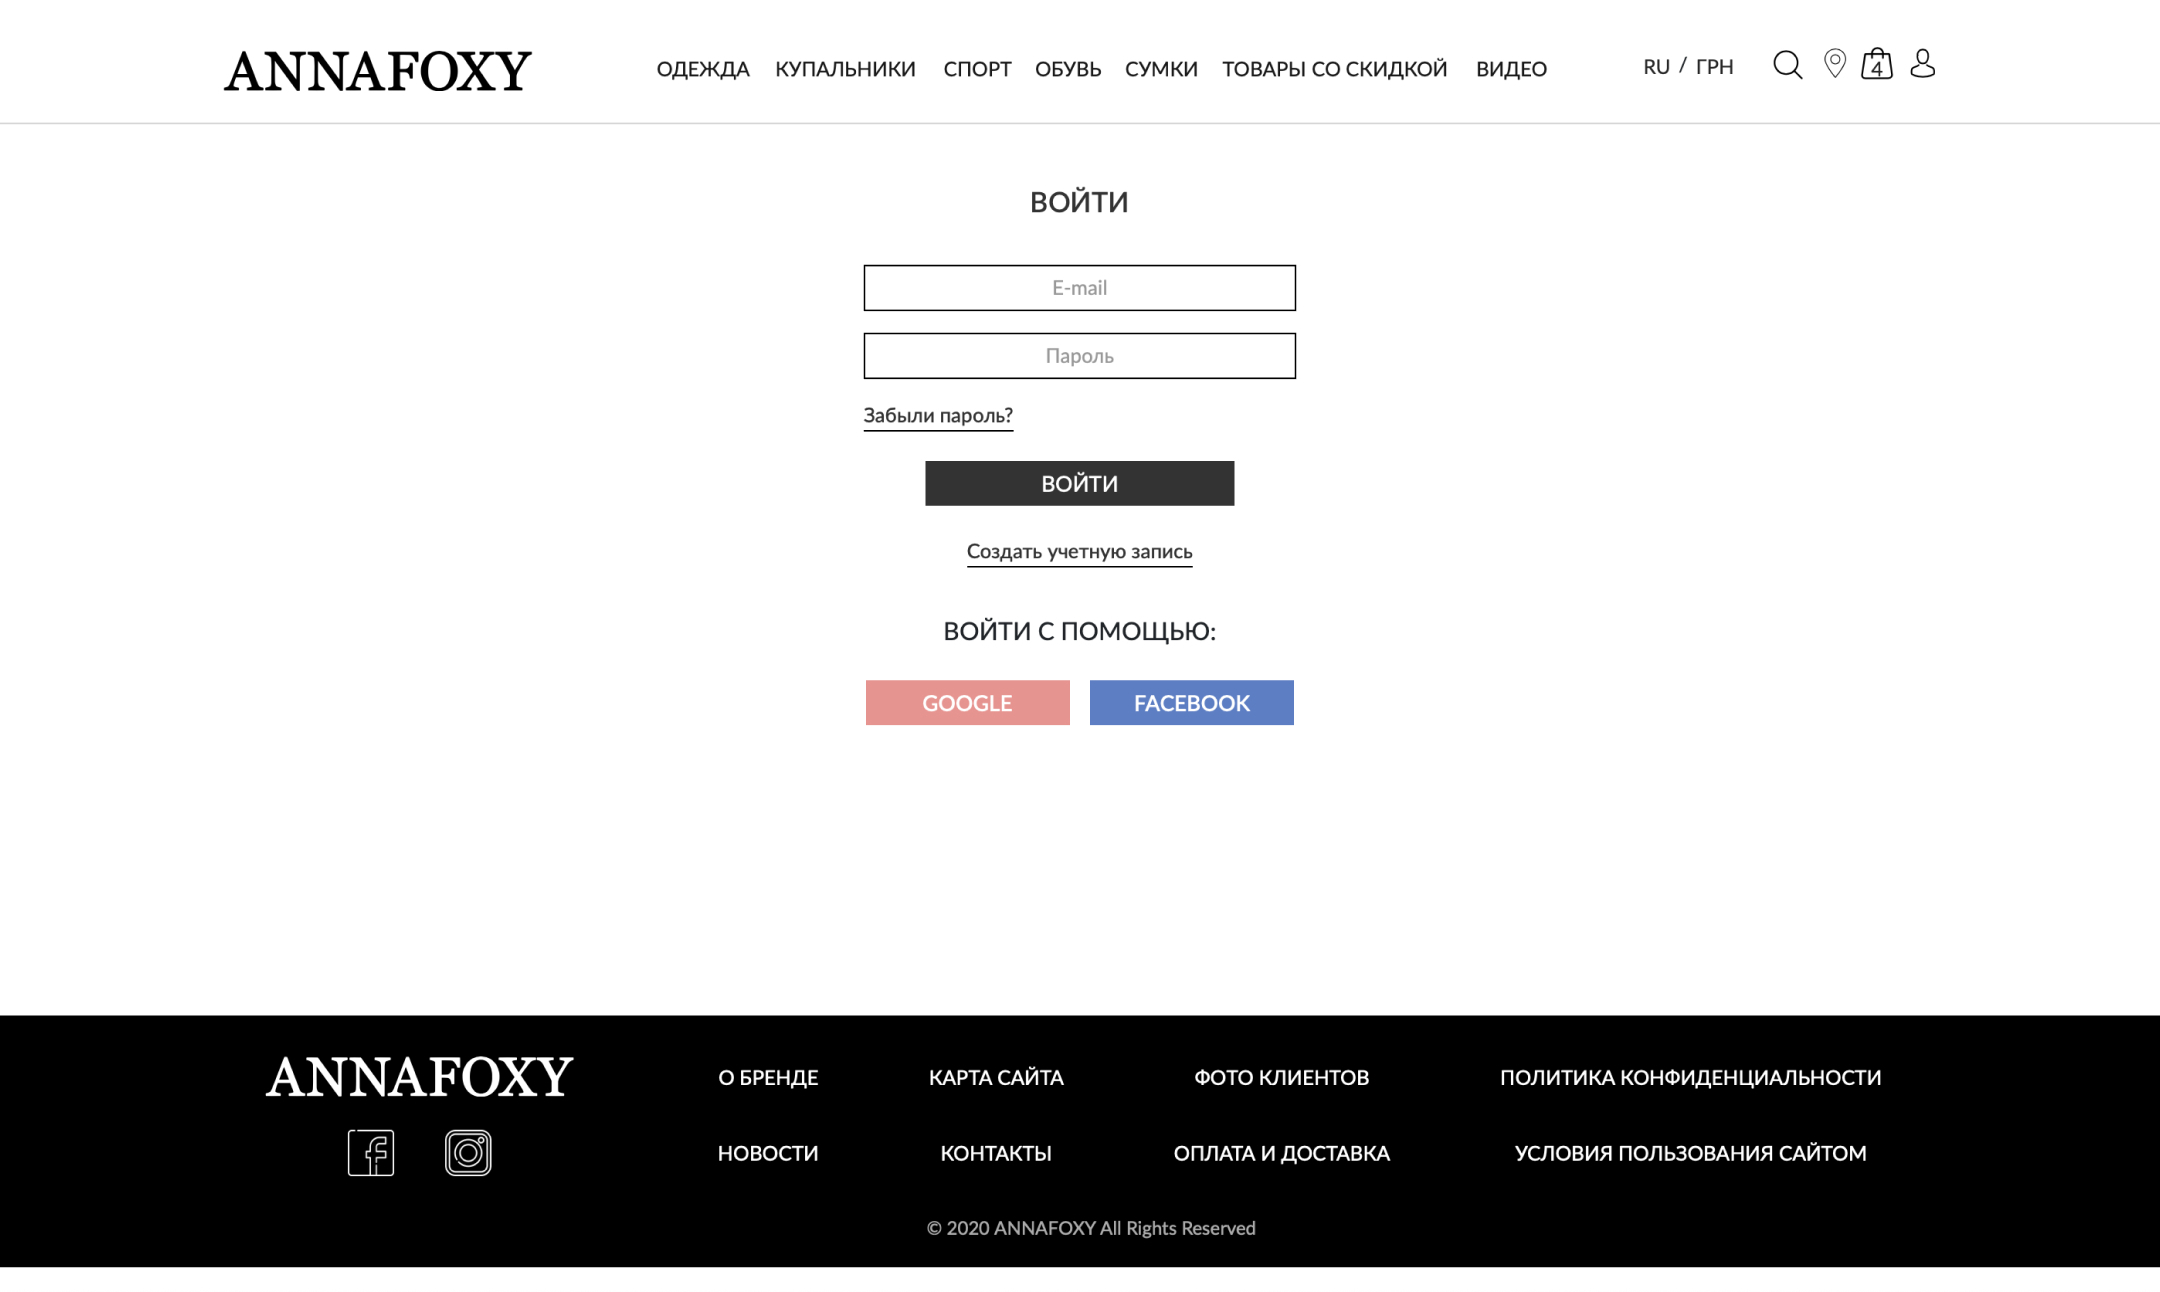 ANNAFOXY
ОДЕЖДА КУПАЛЬНИКИ СПОРТ ОБУВЬ СУМКИ ТОВАРЫ СО СКИДКОЙ ВИДЕО
RU / ГРН
4
ВОЙТИ
E-mail
Пароль
Забыли пароль?
ВОЙТИ
Создать учетную запись
ВОЙТИ С ПОМОЩЬЮ:
GOOGLE FACEBOOK
ANNAFOXY
О БРЕНДЕ КАРТА САЙТА ФОТО КЛИЕНТОВ ПОЛИТИКА КОНФИДЕНЦИАЛЬНОСТИ
НОВОСТИ КОНТАКТЫ ОПЛАТА И ДОСТАВКА УСЛОВИЯ ПОЛЬЗОВАНИЯ САЙТОМ
© 2020 ANNAFOXY All Rights Reserved